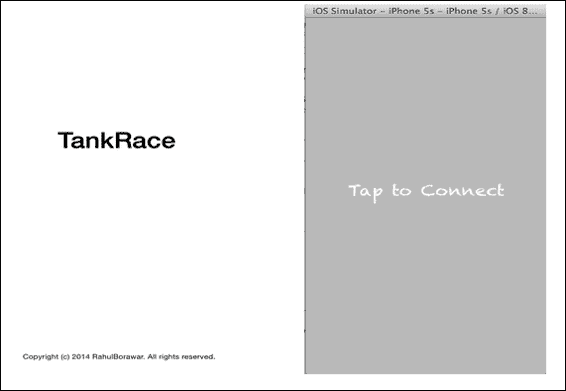 TankRace
Copyright (c) 2014 RahulBorawar. All rights reserved.
iOS Simulator – iPhone 5s – iPhone 5s / iOS 8...
Tap to Connect